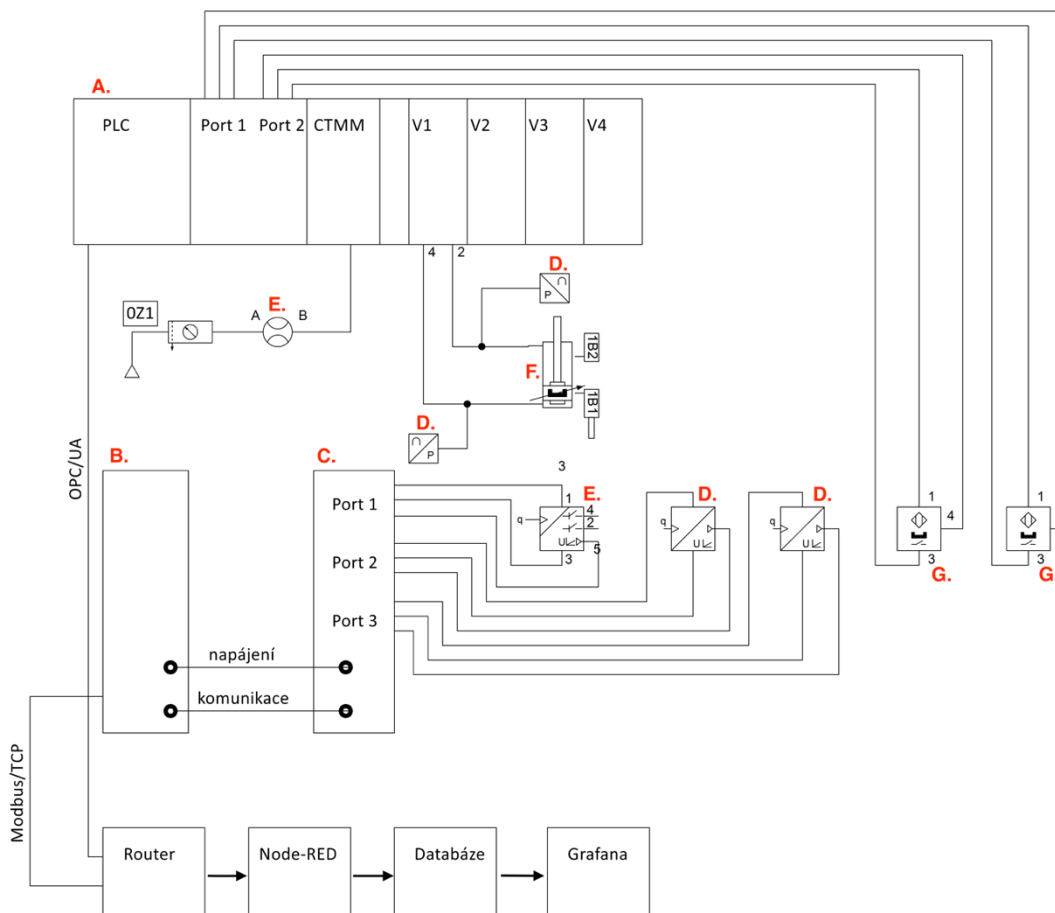 A.
PLC
Port 1
Port 2
CTMM
V1
V2
V3
V4
4
2
D.
P
0Z1
A
E.
B
1B2
F.
1B1
D.
P
OPC/UA
B.
C.
3
Port 1
1
E.
D.
D.
1
1
q
4
2
q
q
4
U
5
U
U
3
3
3
G.
G.
Port 2
Port 3
napájení
komunikace
Modbus/TCP
Router
Node-RED
Databáze
Grafana